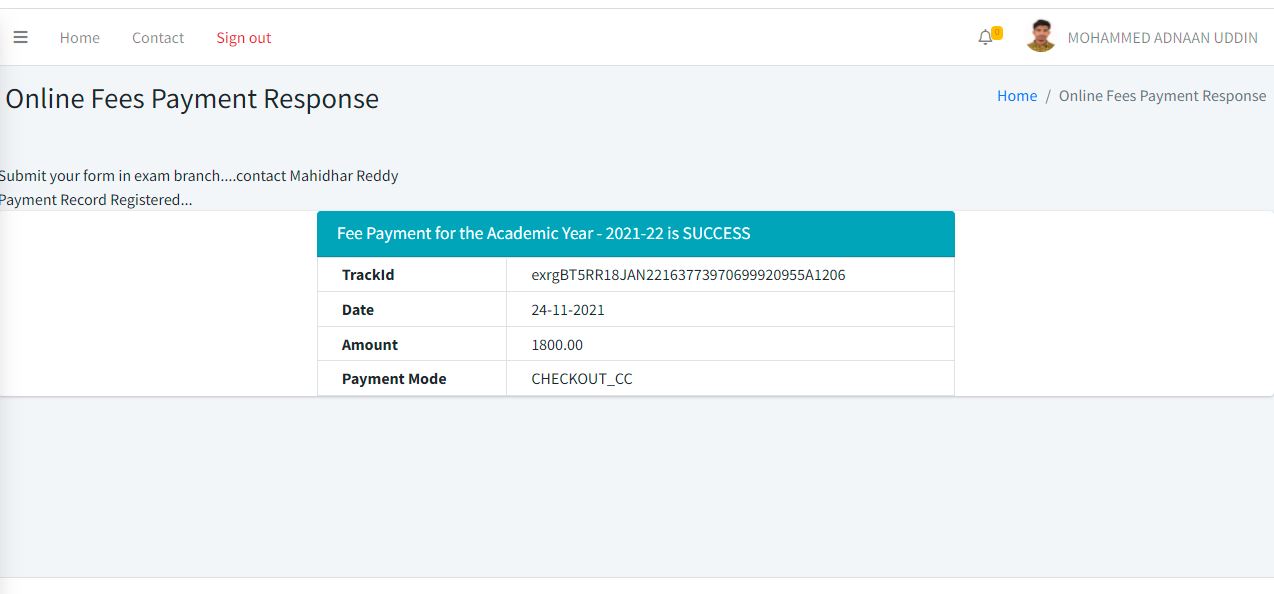 Home Contact Sign out 0 MOHAMMED ADNAAN UDDIN
Online Fees Payment Response Home / Online Fees Payment Response
Submit your form in exam branch....contact Mahidhar Reddy
Payment Record Registered...
Fee Payment for the Academic Year - 2021-22 is SUCCESS
TrackId exrgBT5RR18JAN22163773970699920955A1206
Date 24-11-2021
Amount 1800.00
Payment Mode CHECKOUT_CC